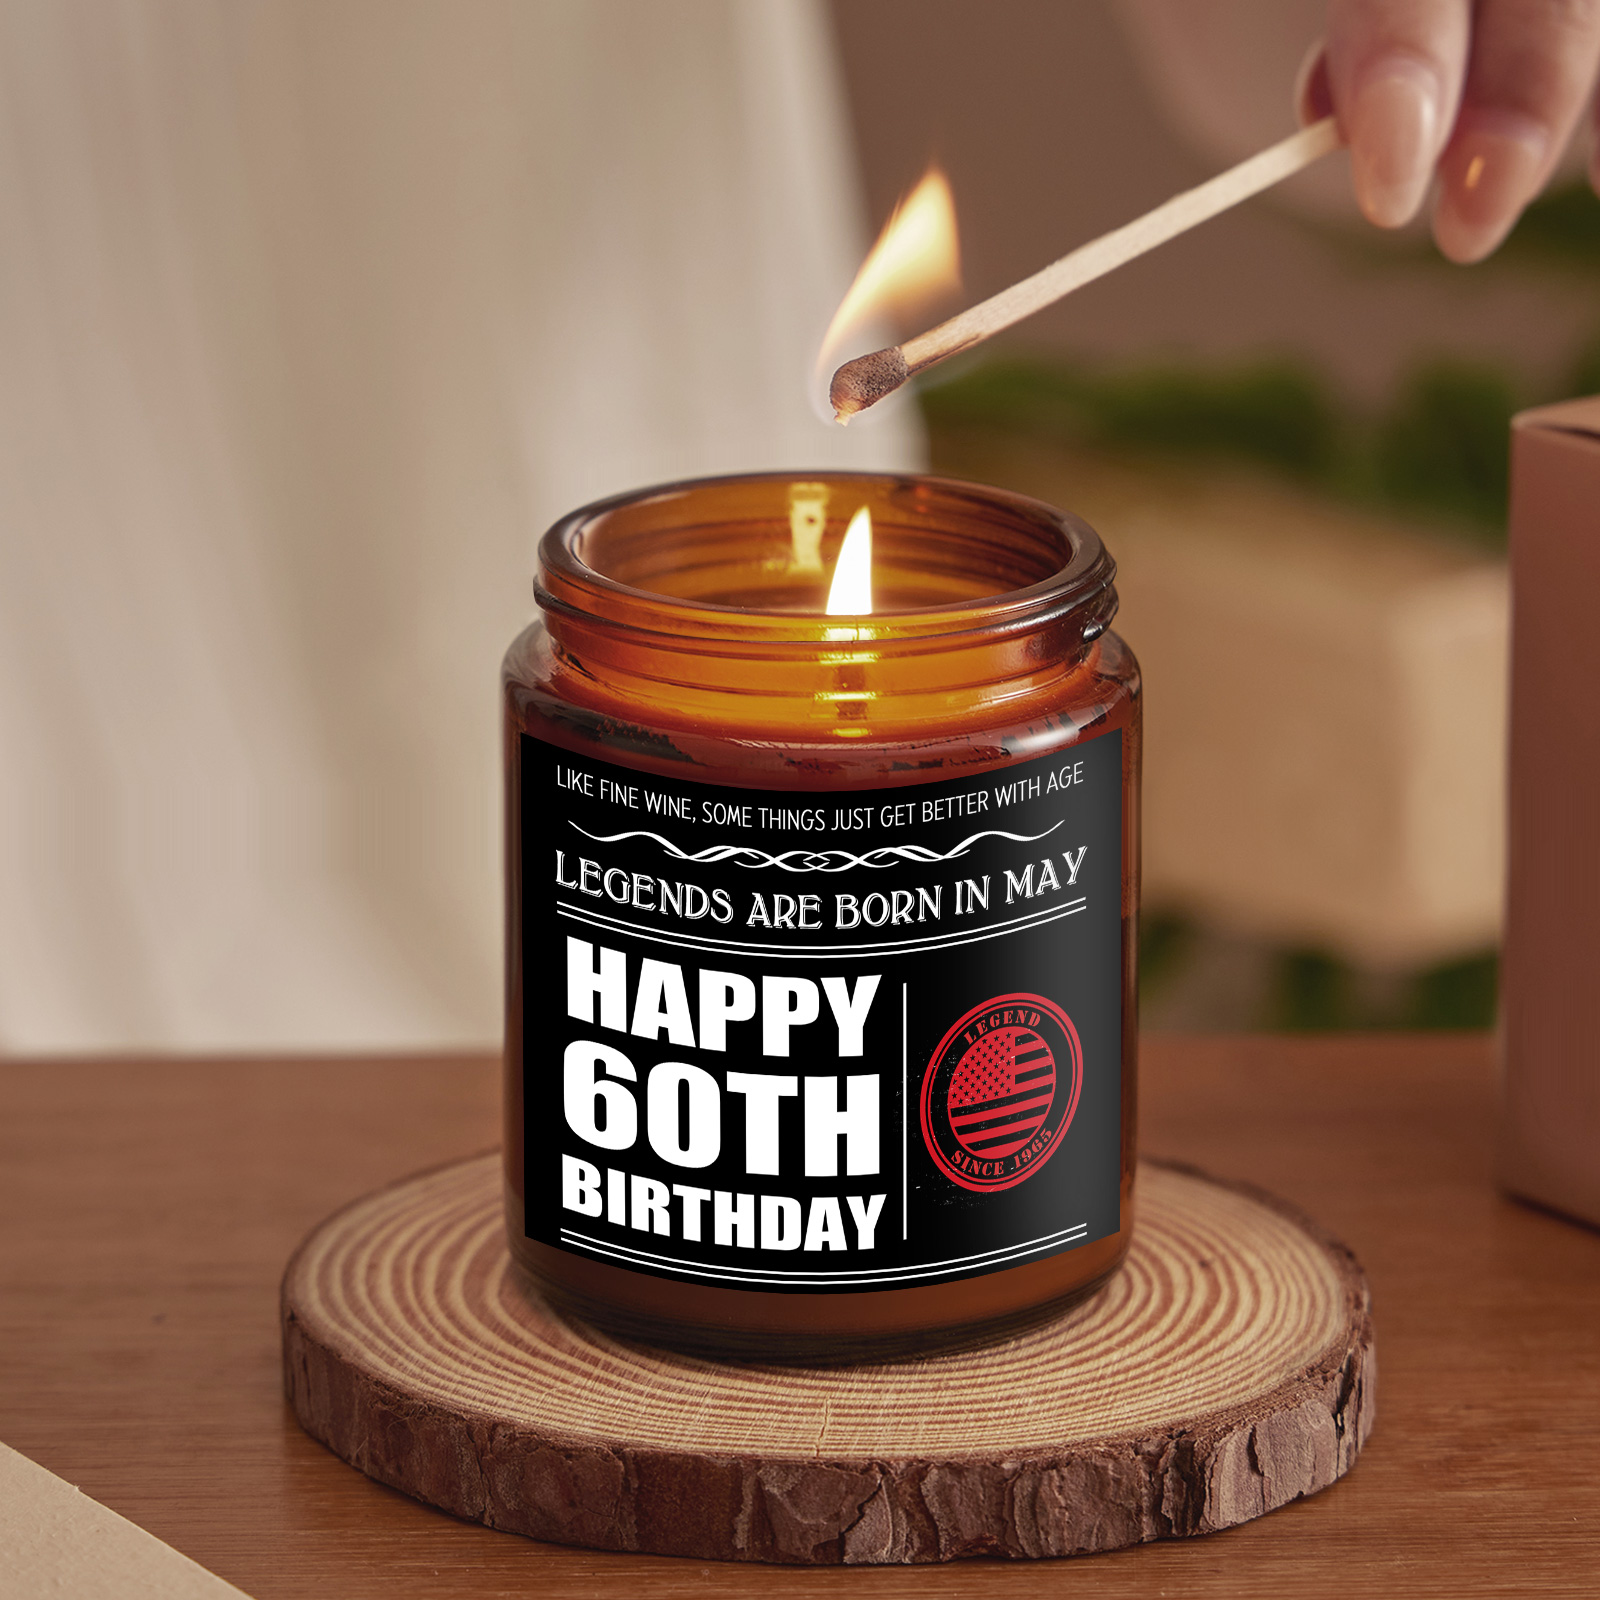 LIKE FINE WINE, SOME THINGS JUST GET BETTER WITH AGE
LEGENDS ARE BORN IN MAY
HAPPY
60TH
BIRTHDAY
LEGEND
SINCE 1965